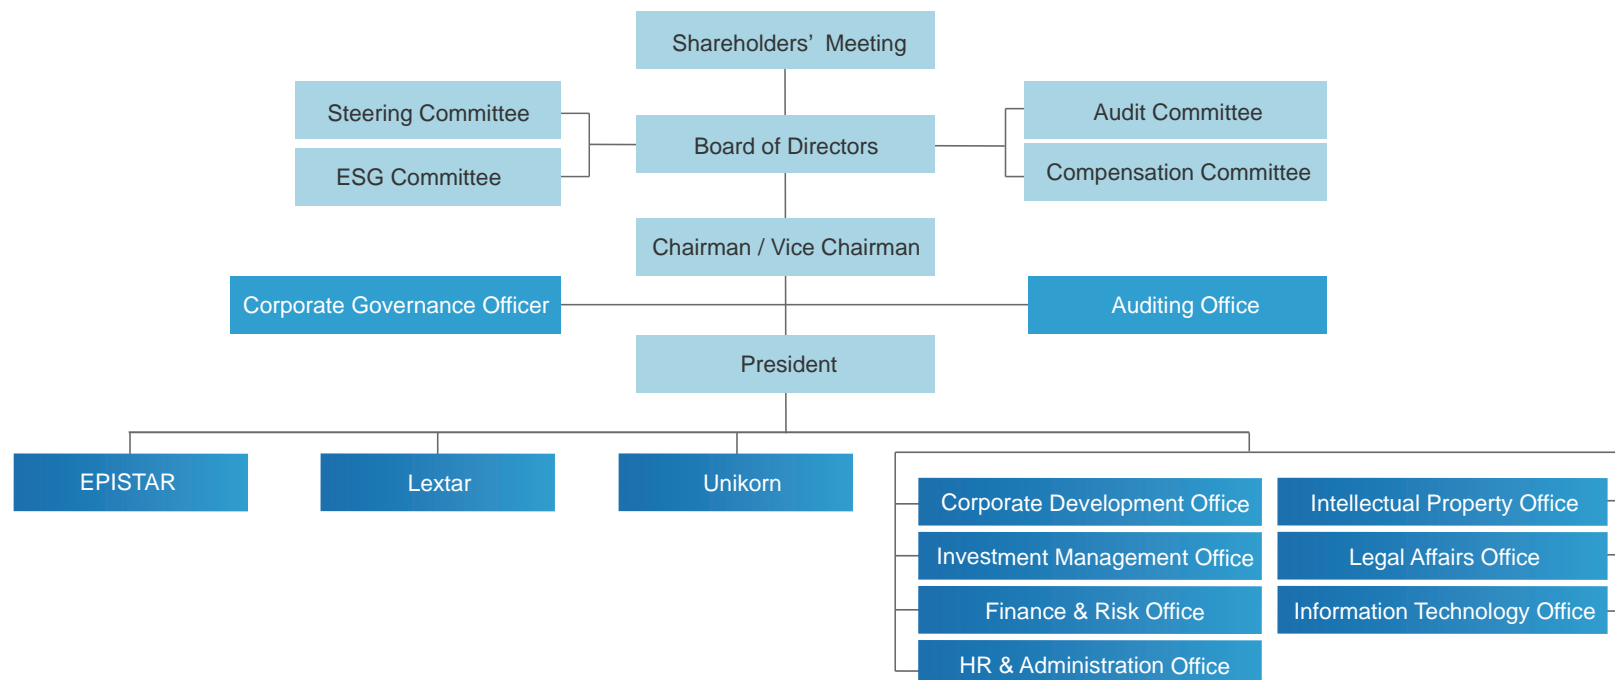 Shareholders’ Meeting
Steering Committee
Audit Committee
Board of Directors
ESG Committee
Compensation Committee
Chairman / Vice Chairman
Corporate Governance Officer
Auditing Office
President
EPISTAR
Lextar
Unikorn
Corporate Development Office
Intellectual Property Office
Investment Management Office
Legal Affairs Office
Finance & Risk Office
Information Technology Office
HR & Administration Office